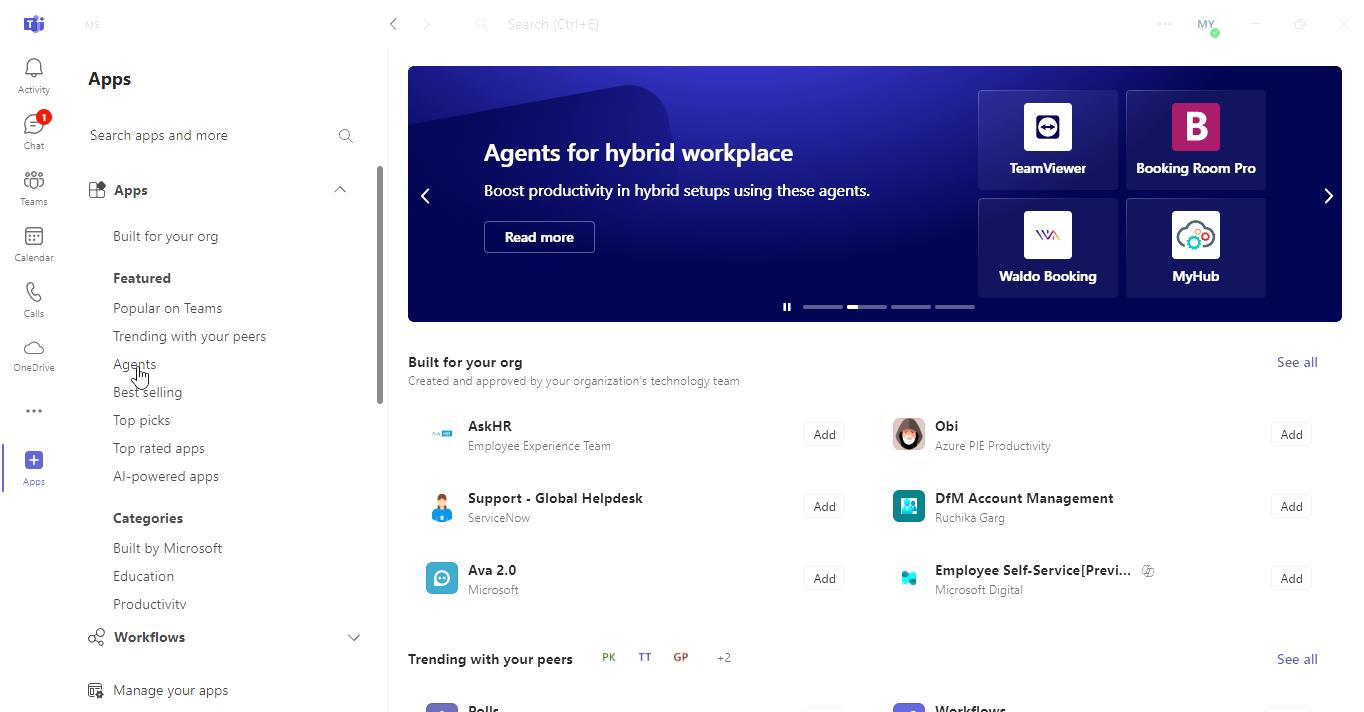 MS
Search (Ctrl+E)
MY
Activity
1
Chat
Teams
Calendar
Calls
OneDrive
Apps
Apps
Search apps and more
Apps
Built for your org
Featured
Popular on Teams
Trending with your peers
Agents
Best selling
Top picks
Top rated apps
AI-powered apps
Categories
Built by Microsoft
Education
Productivity
Workflows
Manage your apps
Agents for hybrid workplace
Boost productivity in hybrid setups using these agents.
Read more
TeamViewer
B
Booking Room Pro
Waldo Booking
MyHub
Built for your org
See all
Created and approved by your organization's technology team
AskHR
Employee Experience Team
Add
Obi
Azure PIE Productivity
Add
Support - Global Helpdesk
ServiceNow
Add
DfM Account Management
Ruchika Garg
Add
Ava 2.0
Microsoft
Add
Employee Self-Service[Previ...
Microsoft Digital
Add
Trending with your peers PK TT GP +2
See all
Polls
Workflows